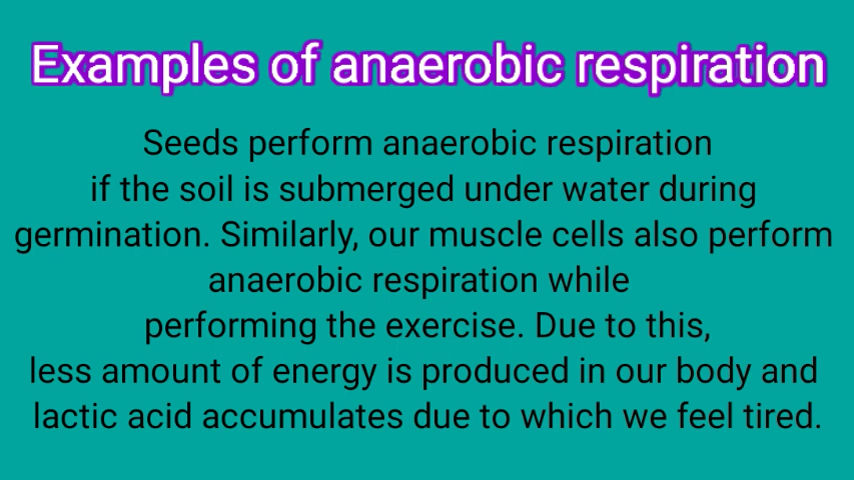 Examples of anaerobic respiration
Seeds perform anaerobic respiration
if the soil is submerged under water during
germination. Similarly, our muscle cells also perform
anaerobic respiration while
performing the exercise. Due to this,
less amount of energy is produced in our body and
lactic acid accumulates due to which we feel tired.